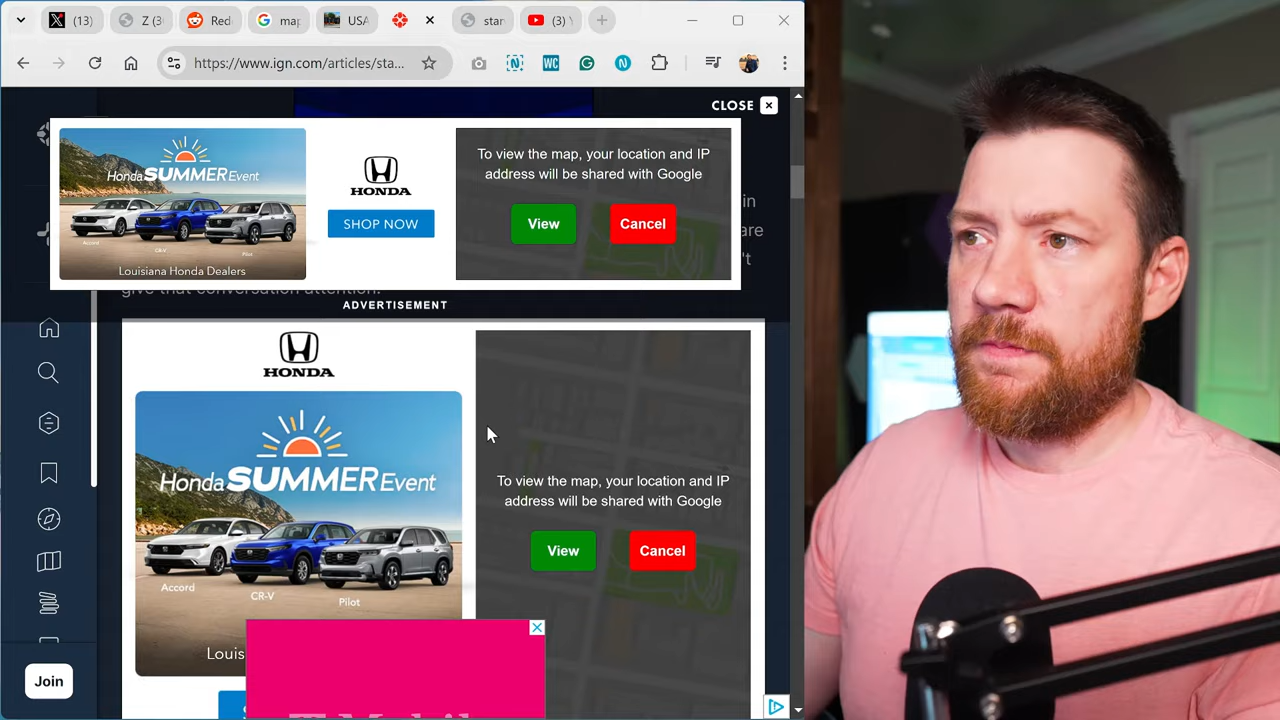 (13)
Z (3(
Red
map
USA
star
(3) Y
https://www.ign.com/articles/sta...
WC
N
CLOSE
Honda SUMMER Event
Accord
CR-V
Pilot
Louisiana Honda Dealers
HONDA
SHOP NOW
To view the map, your location and IP
address will be shared with Google
View Cancel
in
are
't
give that conversation attention.
ADVERTISEMENT
HONDA
Honda SUMMER Event
Accord
CR-V
Pilot
Louis
To view the map, your location and IP
address will be shared with Google
View Cancel
Join